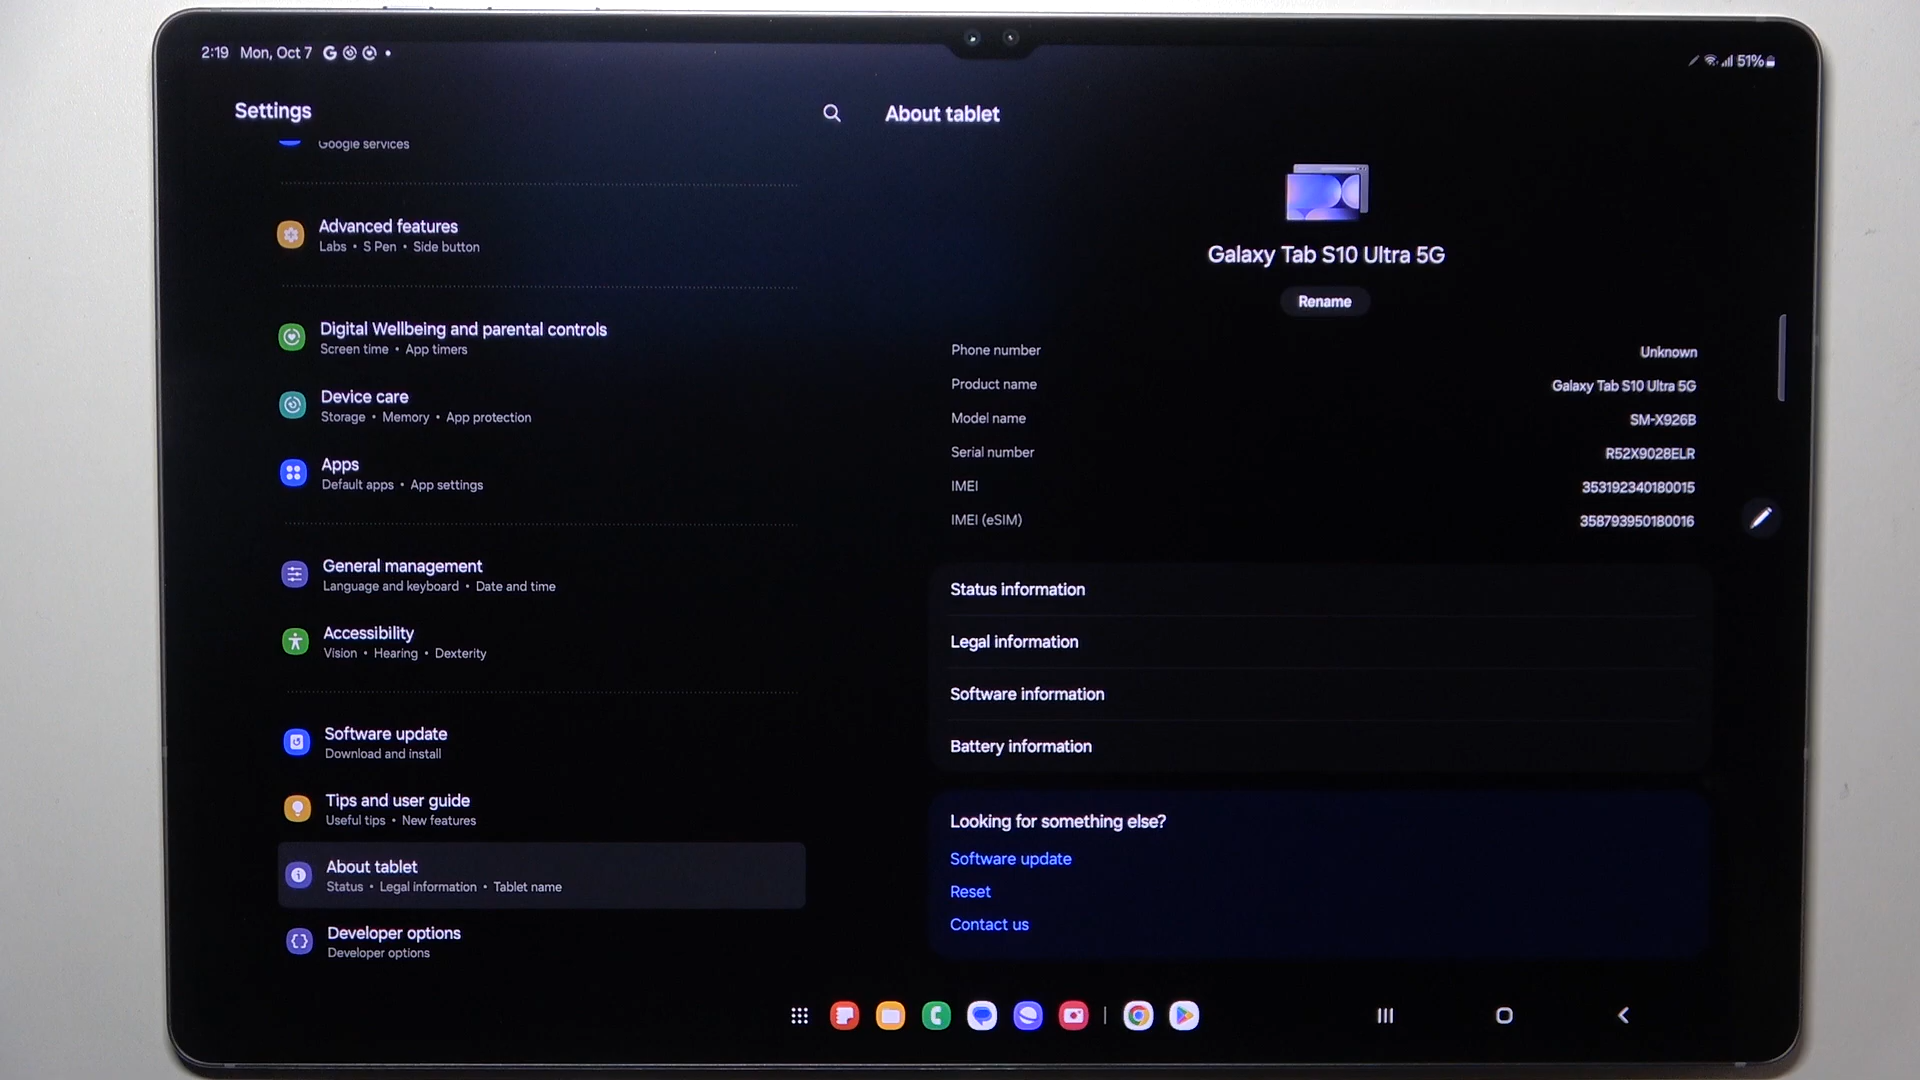 2:19 Mon, Oct 7
51%
Settings
Google services
Advanced features
Labs • S Pen • Side button
Digital Wellbeing and parental controls
Screen time • App timers
Device care
Storage • Memory • App protection
Apps
Default apps • App settings
General management
Language and keyboard • Date and time
Accessibility
Vision • Hearing • Dexterity
Software update
Download and install
Tips and user guide
Useful tips • New features
About tablet
Status • Legal information • Tablet name
Developer options
Developer options
About tablet
Galaxy Tab S10 Ultra 5G
Rename
Phone number Unknown
Product name Galaxy Tab S10 Ultra 5G
Model name SM-X926B
Serial number R52X9028ELR
IMEI 353192340180015
IMEI (eSIM) 358793950180016
Status information
Legal information
Software information
Battery information
Looking for something else?
Software update
Reset
Contact us